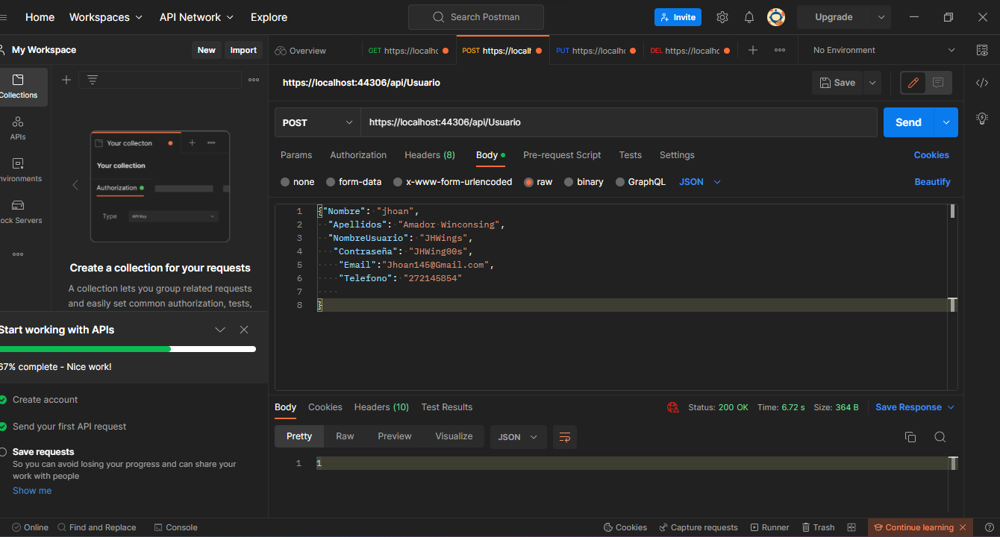 Home Workspaces API Network Explore Search Postman Invite Upgrade
My Workspace New Import Overview GET https://localhc POST https://localh PUT https://localhc DEL https://localhc No Environment
Collections
APIs
nvironments
ock Servers
Your collecton
Your collection
Authorization
Type API Key
Create a collection for your requests
A collection lets you group related requests
and easily set common authorization, tests,
https://localhost:44306/api/Usuario Save
POST https://localhost:44306/api/Usuario Send
Params Authorization Headers (8) Body Pre-request Script Tests Settings Cookies
none form-data x-www-form-urlencoded raw binary GraphQL JSON Beautify
1 {"Nombre": "jhoan",
2 "Apellidos": "Amador Winconsing",
3 "NombreUsuario": "JHWings",
4 "Contraseña": "JHWing00s",
5 "Email":"Jhoan145@Gmail.com",
6 "Telefono": "272145854"
7
8 }
Start working with APIs
67% complete - Nice work!
Create account
Send your first API request
Save requests
So you can avoid losing your progress and can share your
work with people
Show me
Body Cookies Headers (10) Test Results Status: 200 OK Time: 6.72 s Size: 364 B Save Response
Pretty Raw Preview Visualize JSON
1 1
Online Find and Replace Console Cookies Capture requests Runner Trash Continue learning